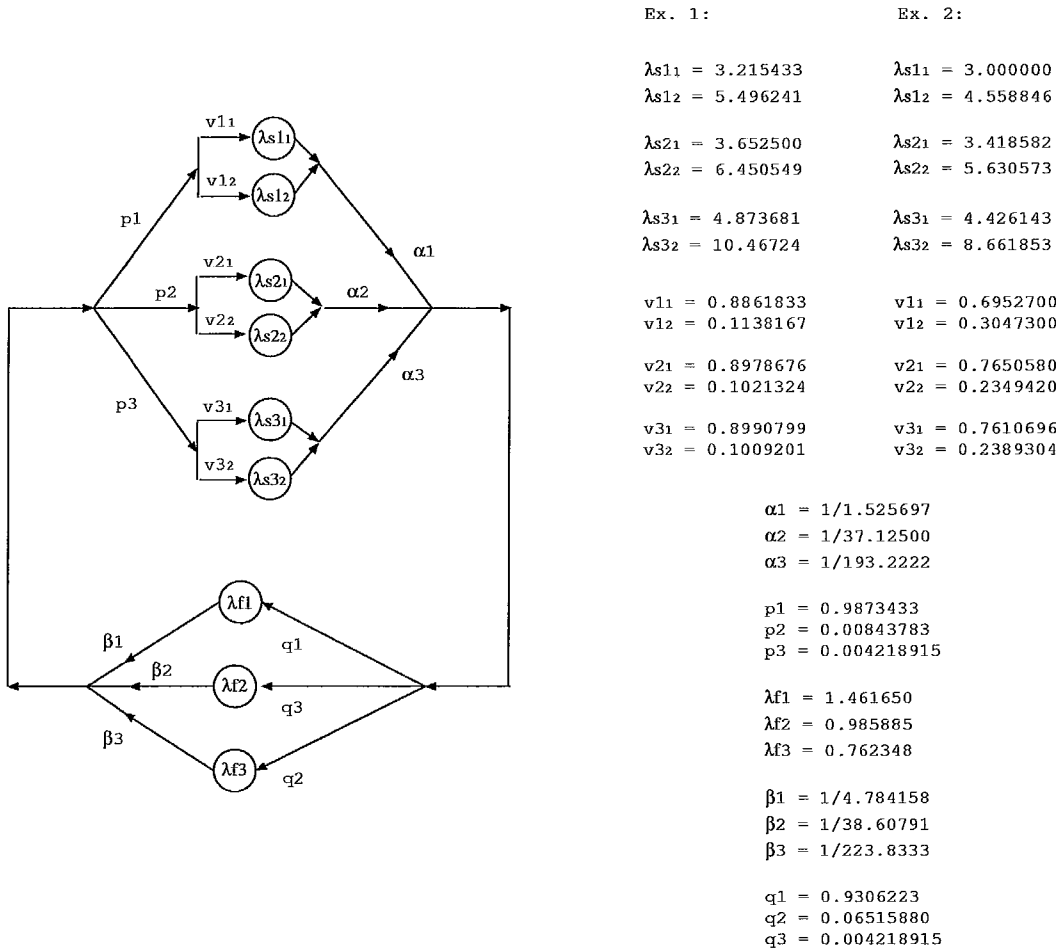 Ex. 1: Ex. 2:
λs1₁ = 3.215433 λs1₁ = 3.000000
λs1₂ = 5.496241 λs1₂ = 4.558846
λs2₁ = 3.652500 λs2₁ = 3.418582
λs2₂ = 6.450549 λs2₂ = 5.630573
λs3₁ = 4.873681 λs3₁ = 4.426143
λs3₂ = 10.46724 λs3₂ = 8.661853
v1₁ = 0.8861833 v1₁ = 0.6952700
v1₂ = 0.1138167 v1₂ = 0.3047300
v2₁ = 0.8978676 v2₁ = 0.7650580
v2₂ = 0.1021324 v2₂ = 0.2349420
v3₁ = 0.8990799 v3₁ = 0.7610696
v3₂ = 0.1009201 v3₂ = 0.2389304
α1 = 1/1.525697
α2 = 1/37.12500
α3 = 1/193.2222
p1 = 0.9873433
p2 = 0.00843783
p3 = 0.004218915
λf1 = 1.461650
λf2 = 0.985885
λf3 = 0.762348
β1 = 1/4.784158
β2 = 1/38.60791
β3 = 1/223.8333
q1 = 0.9306223
q2 = 0.06515880
q3 = 0.004218915
v1₁
λs1₁
v1₂
λs1₂
p1
α1
v2₁
λs2₁
p2
α2
v2₂
λs2₂
α3
p3
v3₁
λs3₁
v3₂
λs3₂
λf1
β1
q1
β2
λf2
q3
β3
λf3
q2